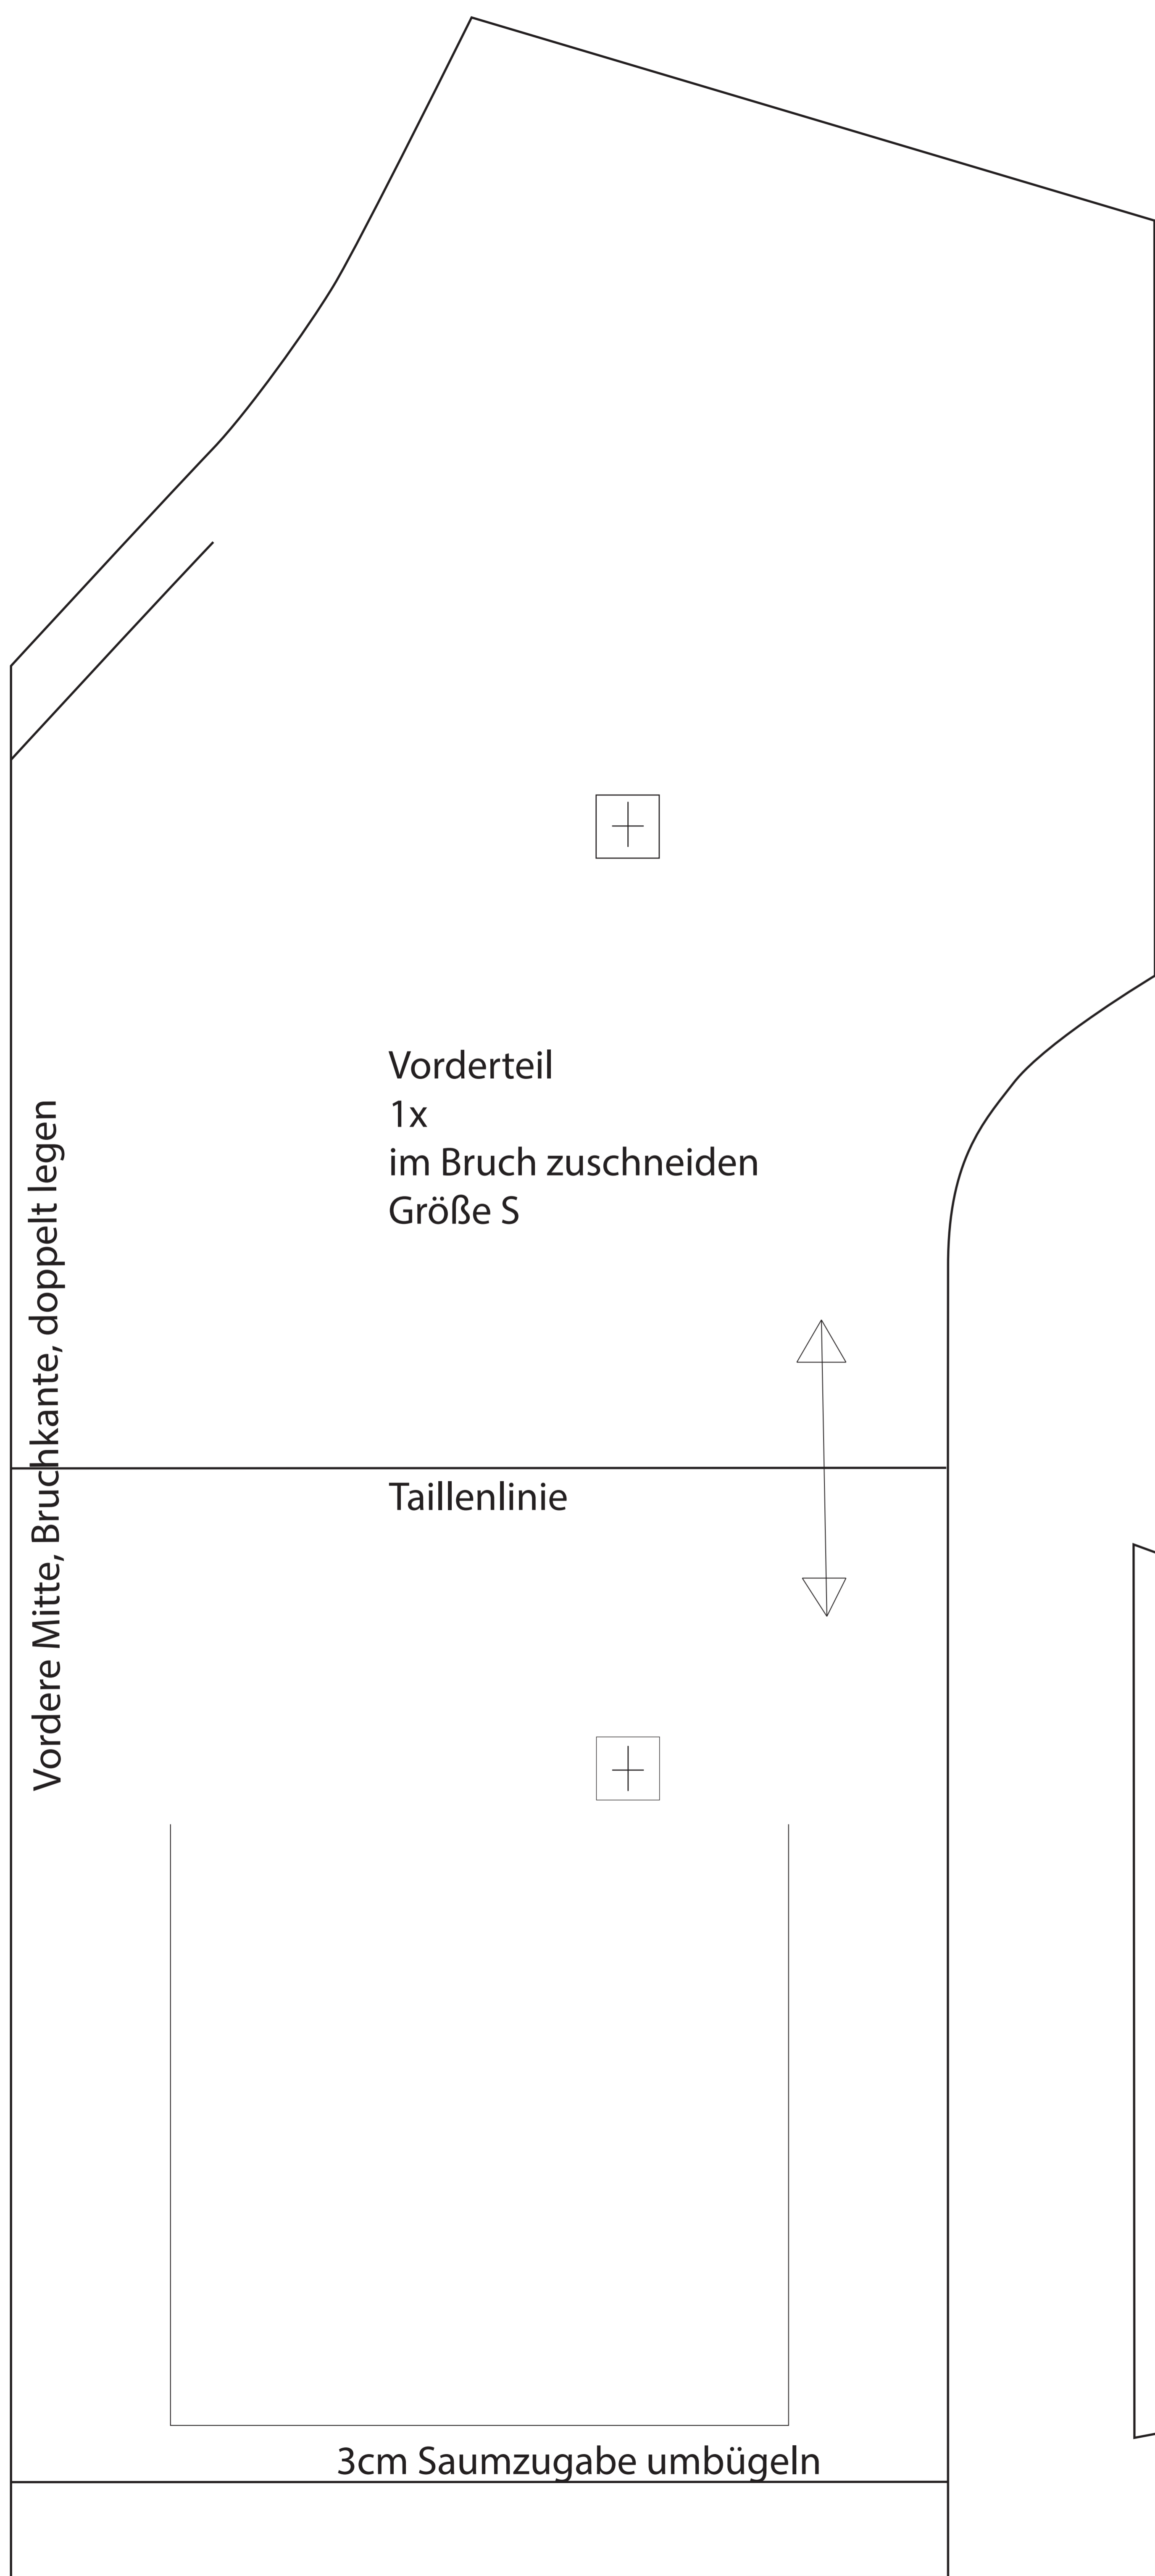 Vorderteil
1x
im Bruch zuschneiden
Größe S
Vordere Mitte, Bruchkante, doppelt legen
Taillenlinie
3cm Saumzugabe umbügeln